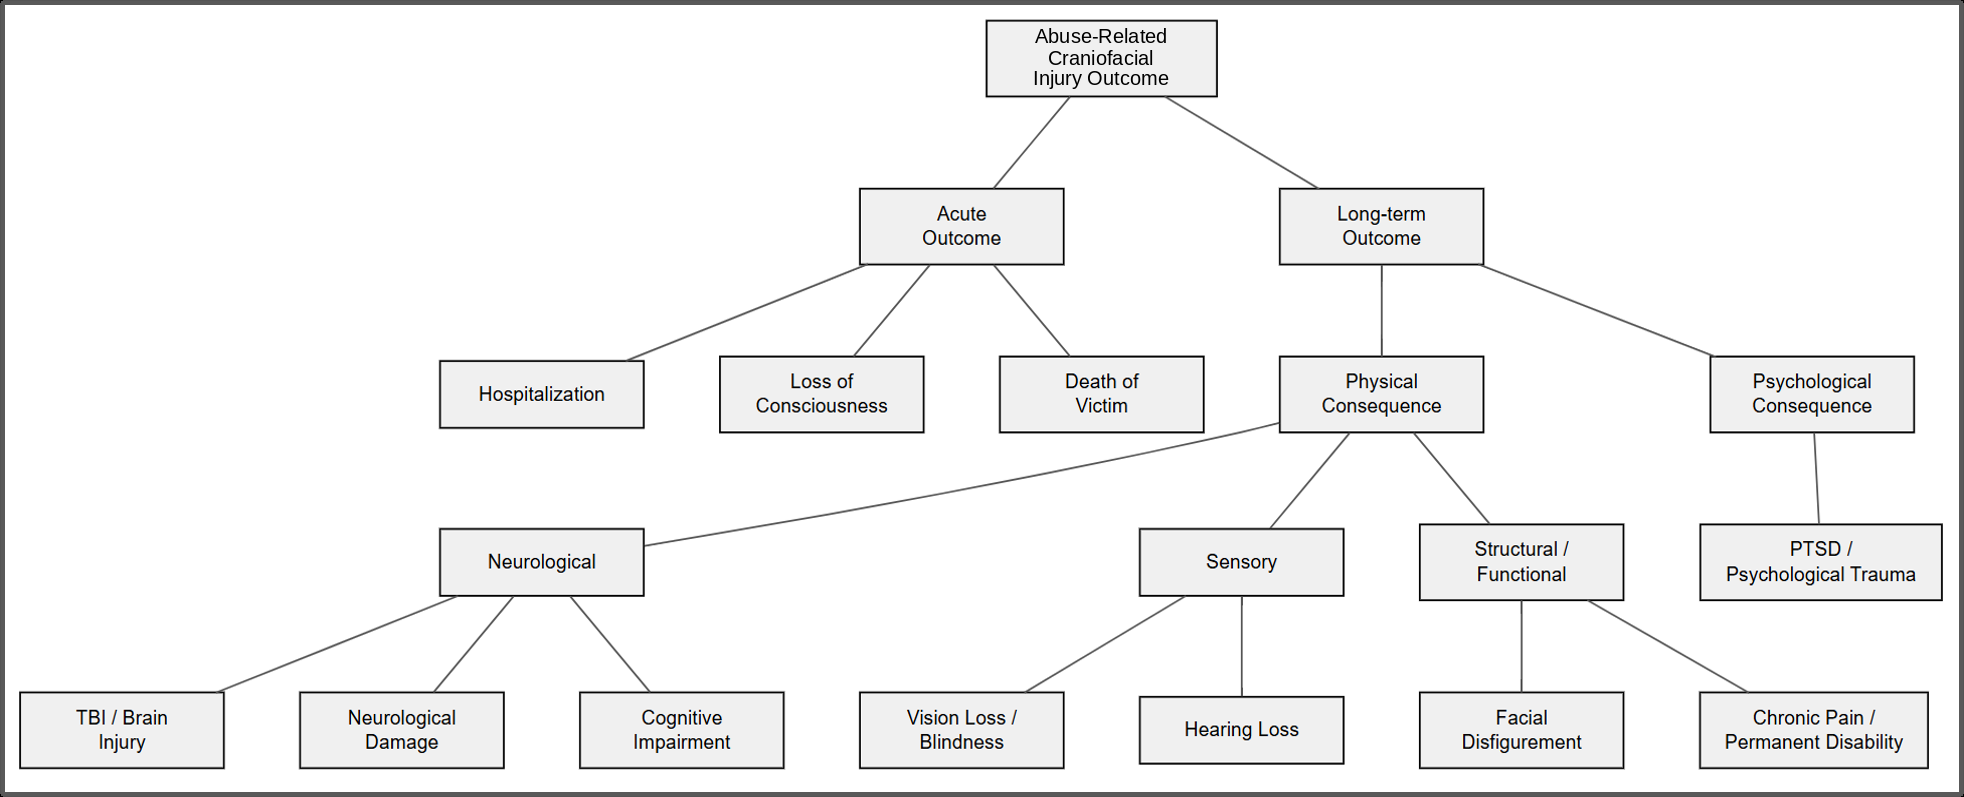 Abuse-Related
Craniofacial
Injury Outcome
Acute
Outcome
Long-term
Outcome
Hospitalization
Loss of
Consciousness
Death of
Victim
Physical
Consequence
Psychological
Consequence
Neurological
Sensory
Structural /
Functional
PTSD /
Psychological Trauma
TBI / Brain
Injury
Neurological
Damage
Cognitive
Impairment
Vision Loss /
Blindness
Hearing Loss
Facial
Disfigurement
Chronic Pain /
Permanent Disability